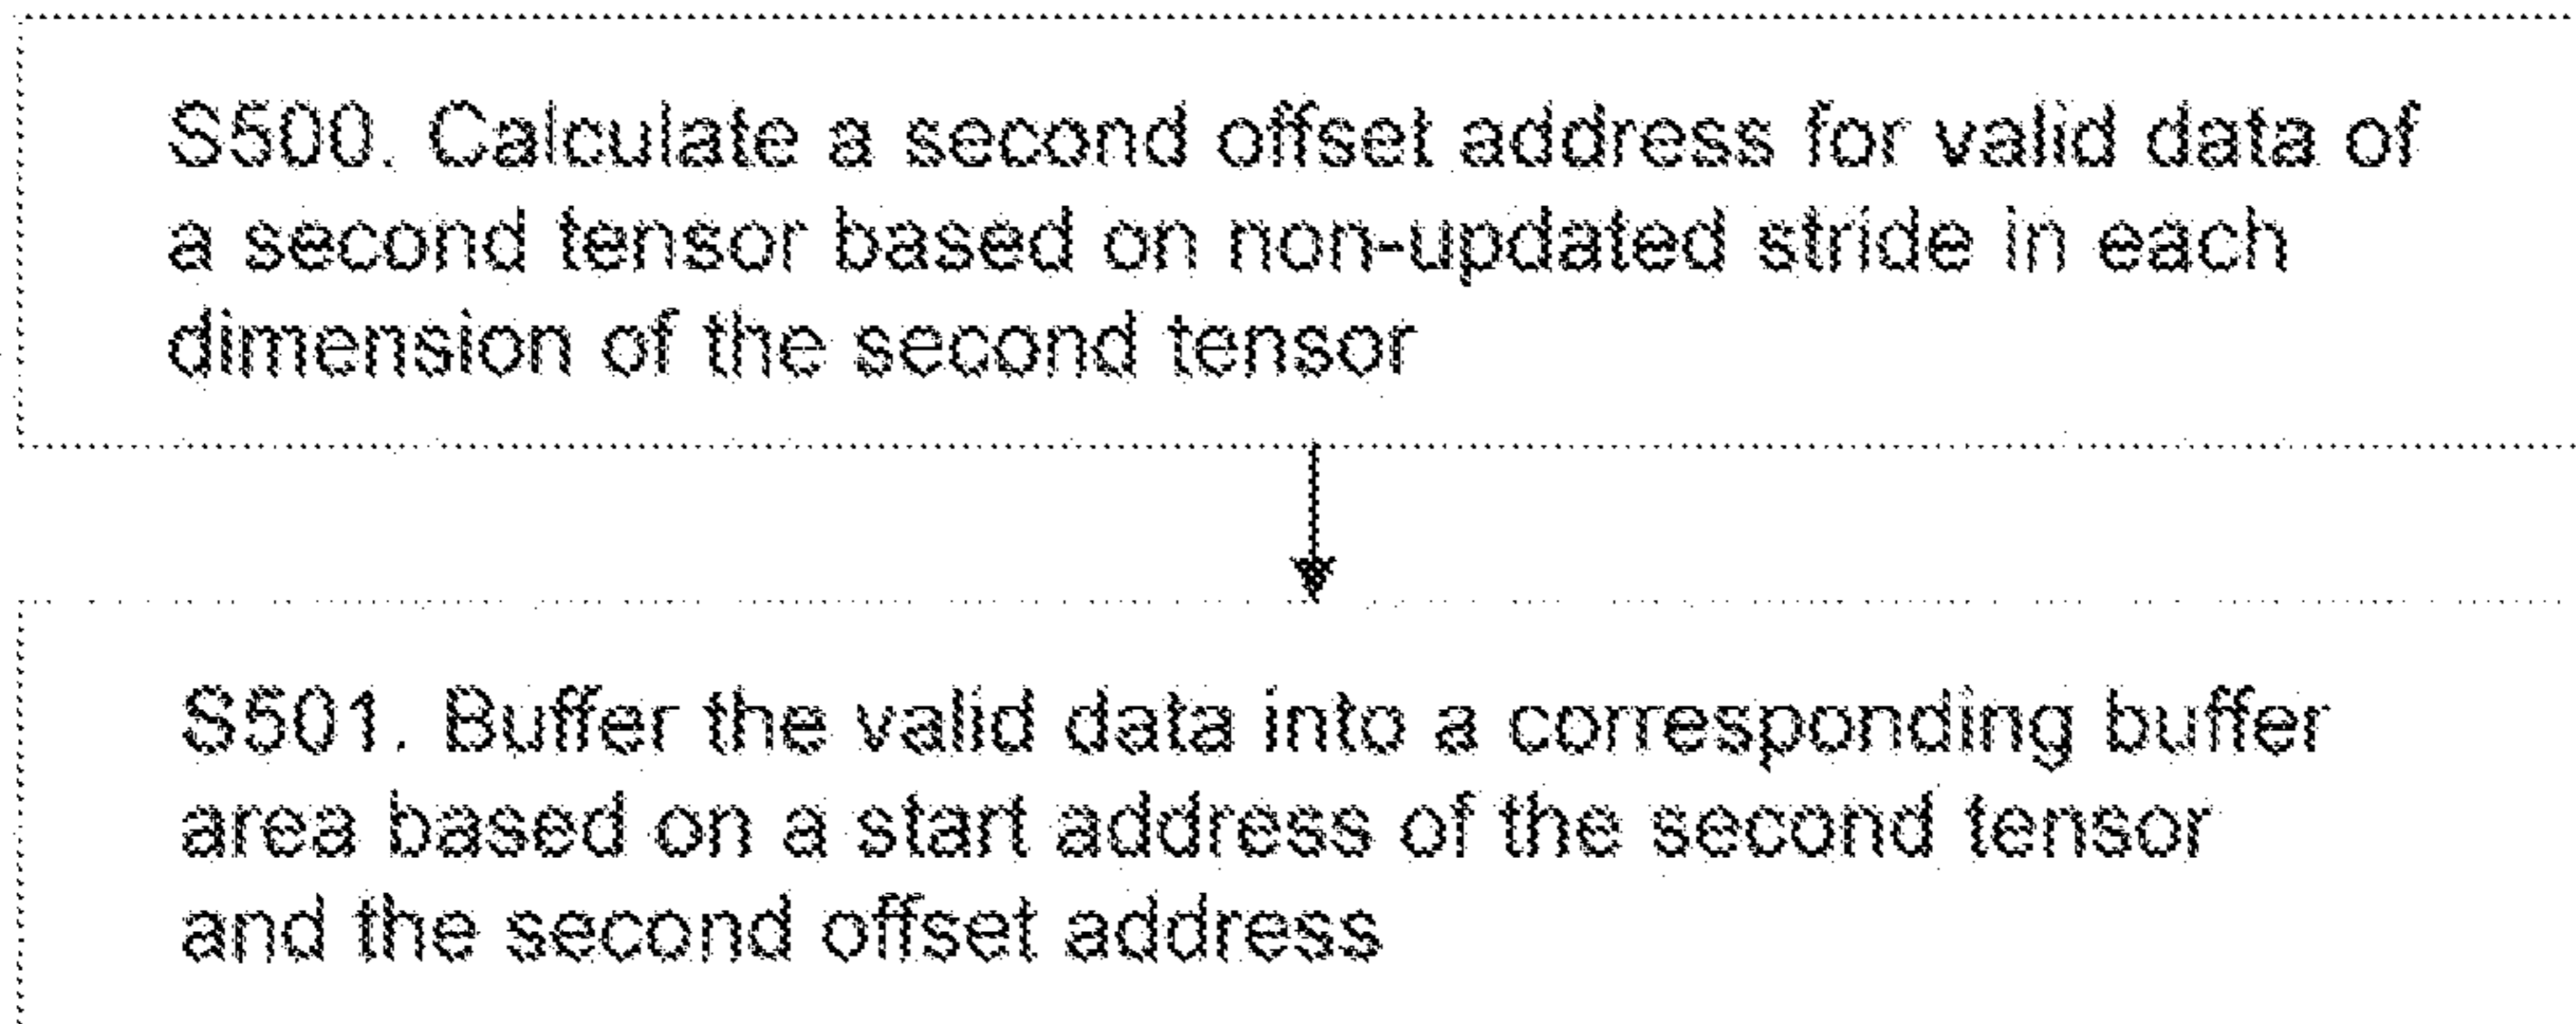 S500. Calculate a second offset address for valid data of
a second tensor based on non-updated stride in each
dimension of the second tensor
S501. Buffer the valid data into a corresponding buffer
area based on a start address of the second tensor
and the second offset address